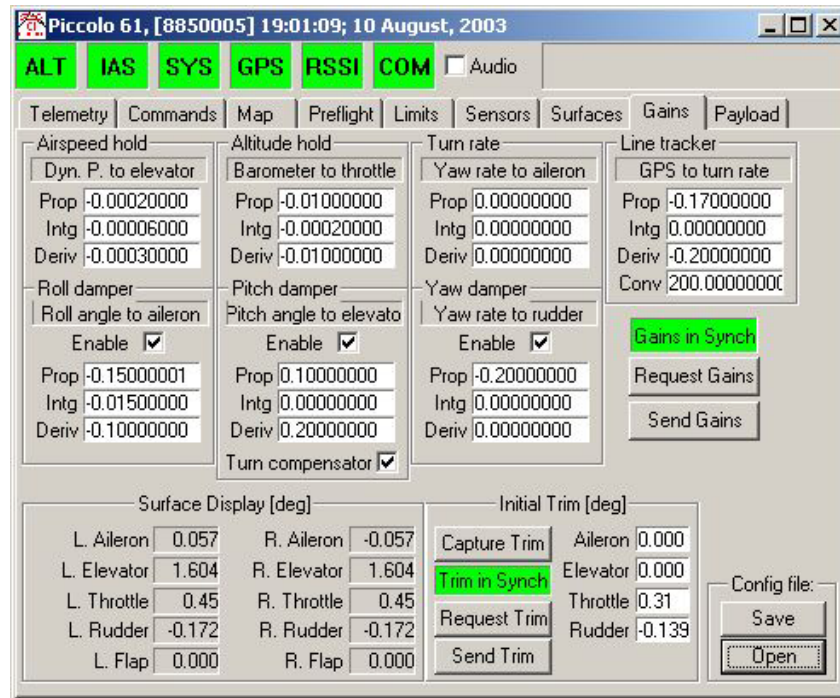 Piccolo 61, [8850005] 19:01:09; 10 August, 2003
ALT IAS SYS GPS RSSI COM Audio
Telemetry Commands Map Preflight Limits Sensors Surfaces Gains Payload
Airspeed hold
Dyn. P. to elevator
Prop -0.00020000
Intg -0.00006000
Deriv -0.00030000
Altitude hold
Barometer to throttle
Prop -0.01000000
Intg -0.00020000
Deriv -0.01000000
Turn rate
Yaw rate to aileron
Prop 0.00000000
Intg 0.00000000
Deriv 0.00000000
Line tracker
GPS to turn rate
Prop -0.17000000
Intg 0.00000000
Deriv -0.20000000
Conv 200.0000000(
Roll damper
Roll angle to aileron
Enable
Prop -0.15000001
Intg -0.01500000
Deriv -0.10000000
Pitch damper
Pitch angle to elevato
Enable
Prop 0.10000000
Intg 0.00000000
Deriv 0.20000000
Turn compensator
Yaw damper
Yaw rate to rudder
Enable
Prop -0.20000000
Intg 0.00000000
Deriv 0.00000000
Gains in Synch
Request Gains
Send Gains
Surface Display [deg]
L. Aileron 0.057 R. Aileron -0.057
L. Elevator 1.604 R. Elevator 1.604
L. Throttle 0.45 R. Throttle 0.45
L. Rudder -0.172 R. Rudder -0.172
L. Flap 0.000 R. Flap 0.000
Initial Trim [deg]
Capture Trim
Trim in Synch
Request Trim
Send Trim
Aileron 0.000
Elevator 0.000
Throttle 0.31
Rudder -0.139
Config file:
Save
Open